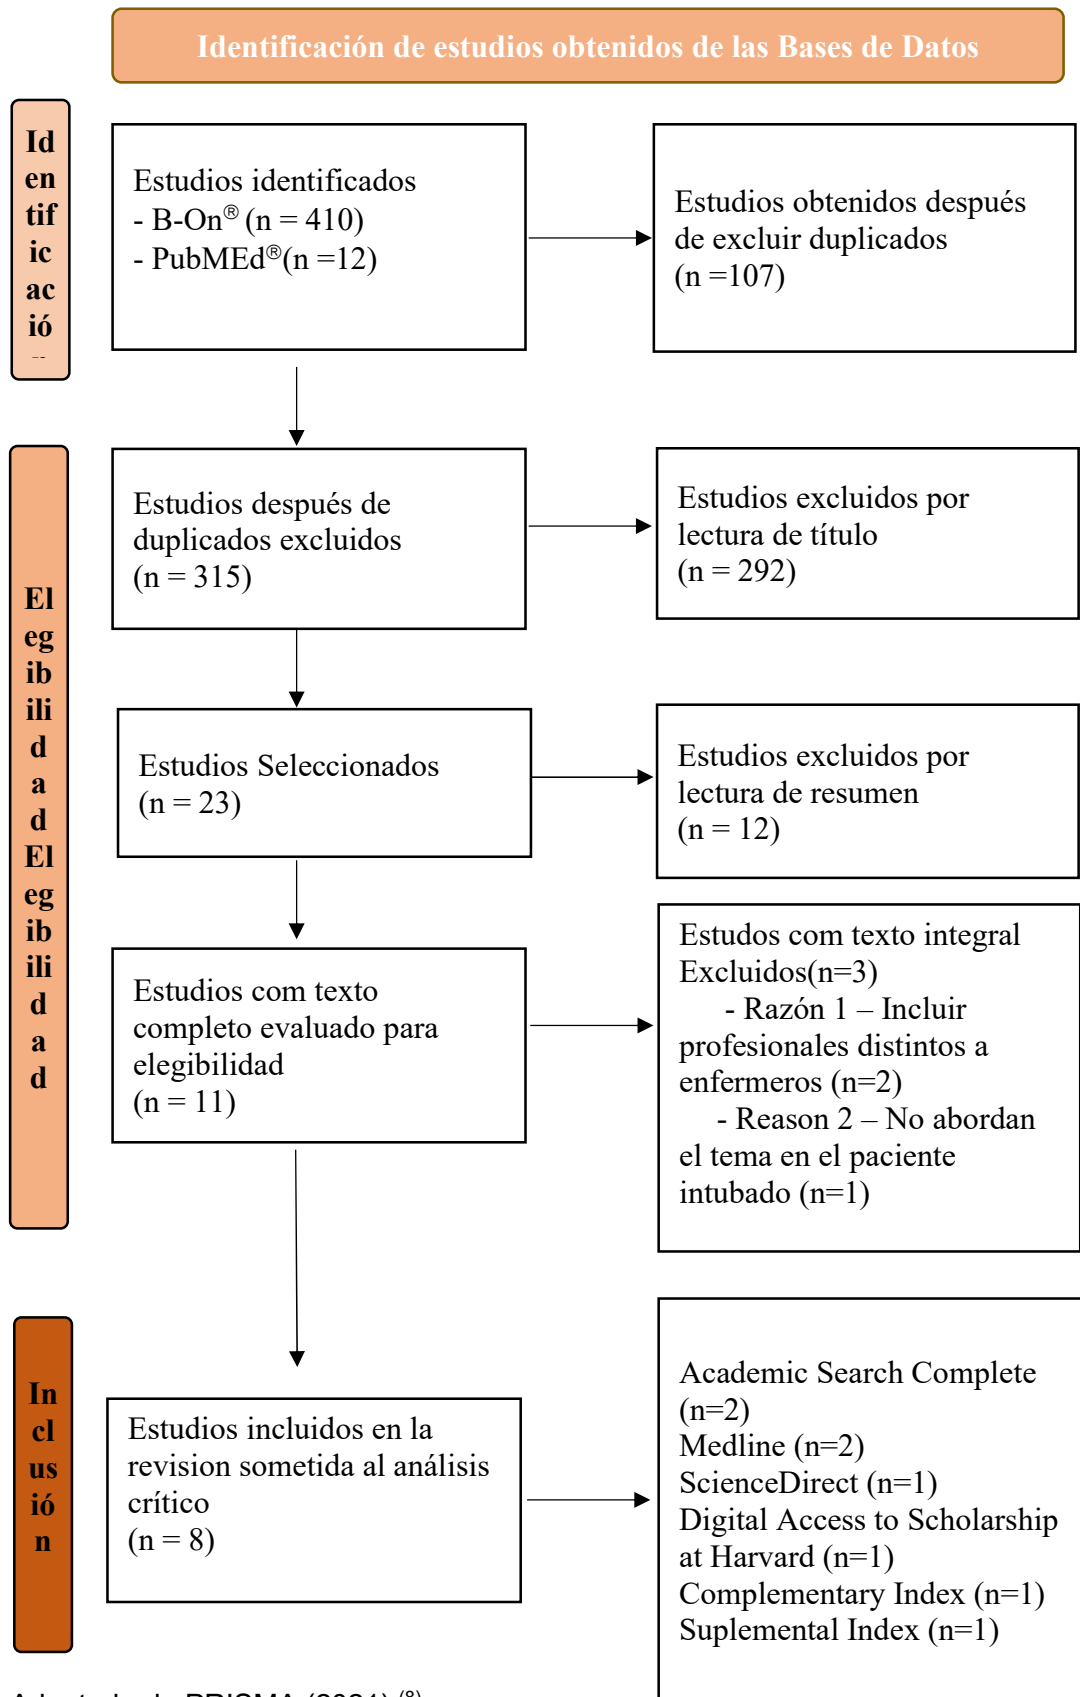 Identificación de estudios obtenidos de las Bases de Datos
Id
en
tif
ic
ac
ió
Estudios identificados
- B-On® (n = 410)
- PubMEd®(n =12)
Estudios obtenidos después
de excluir duplicados
(n =107)
El
eg
ib
ili
d
a
d El
eg
ib
ili
d
a
d
Estudios después de
duplicados excluidos
(n = 315)
Estudios excluidos por
lectura de título
(n = 292)
Estudios Seleccionados
(n = 23)
Estudios excluidos por
lectura de resumen
(n = 12)
Estudios com texto
completo evaluado para
elegibilidad
(n = 11)
Estudos com texto integral
Excluidos(n=3)
- Razón 1 – Incluir
profesionales distintos a
enfermeros (n=2)
- Reason 2 – No abordan
el tema en el paciente
intubado (n=1)
In
cl
us
ió
n
Estudios incluidos en la
revision sometida al análisis
crítico
(n = 8)
Academic Search Complete
(n=2)
Medline (n=2)
ScienceDirect (n=1)
Digital Access to Scholarship
at Harvard (n=1)
Complementary Index (n=1)
Suplemental Index (n=1)